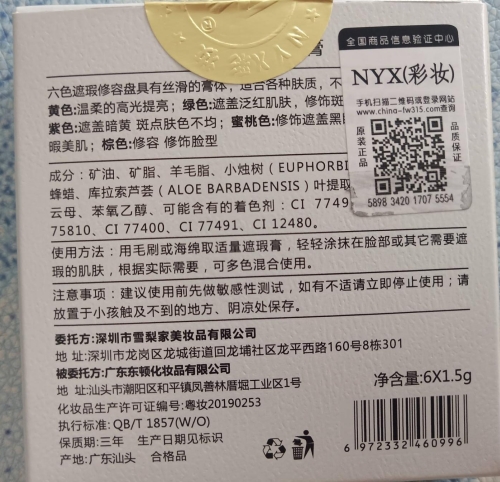 膏
全国商品信息验证中心
NYX(彩妆)
手机扫描二维码或登录网站
www.china-fw315.com查询
原装正品
验证真伪
5898 3420 1707 5554
六色遮瑕修容盘具有丝滑的膏体，适合各种肤质，不
黄色:温柔的高光提亮；绿色:遮盖泛红肌肤，修饰斑
紫色:遮盖暗黄 斑点肤色不均；蜜桃色:修饰遮盖黑
暇美肌；棕色:修容 修饰脸型
成分：矿油、矿脂、羊毛脂、小烛树（EUPHORBI
蜂蜡、库拉索芦荟（ALOE BARBADENSIS）叶提取
云母、苯氧乙醇、可能含有的着色剂：CI 7749
75810、CI 77400、CI 77491、CI 12480。
使用方法：用毛刷或海绵取适量遮瑕膏，轻轻涂抹在脸部或其它需要遮
瑕的肌肤，根据实际需要，可多色混合使用。
注意事项：建议使用前先做敏感性测试，如有不适请立即停止使用；请
放置于小孩触及不到的地方、阴凉处保存。
委托方:深圳市雪梨家美妆品有限公司
地 址:深圳市龙岗区龙城街道回龙埔社区龙平西路160号8栋301
被委托方:广东东顿化妆品有限公司
地 址:汕头市潮阳区和平镇凤善林厝堀工业区1号
化妆品生产许可证编号:粤妆20190253
执行标准:QB/T 1857(W/O)
保质期:三年 生产日期见标识
产地:广东汕头 合格品
净含量:6X1.5g
6 972332 460996